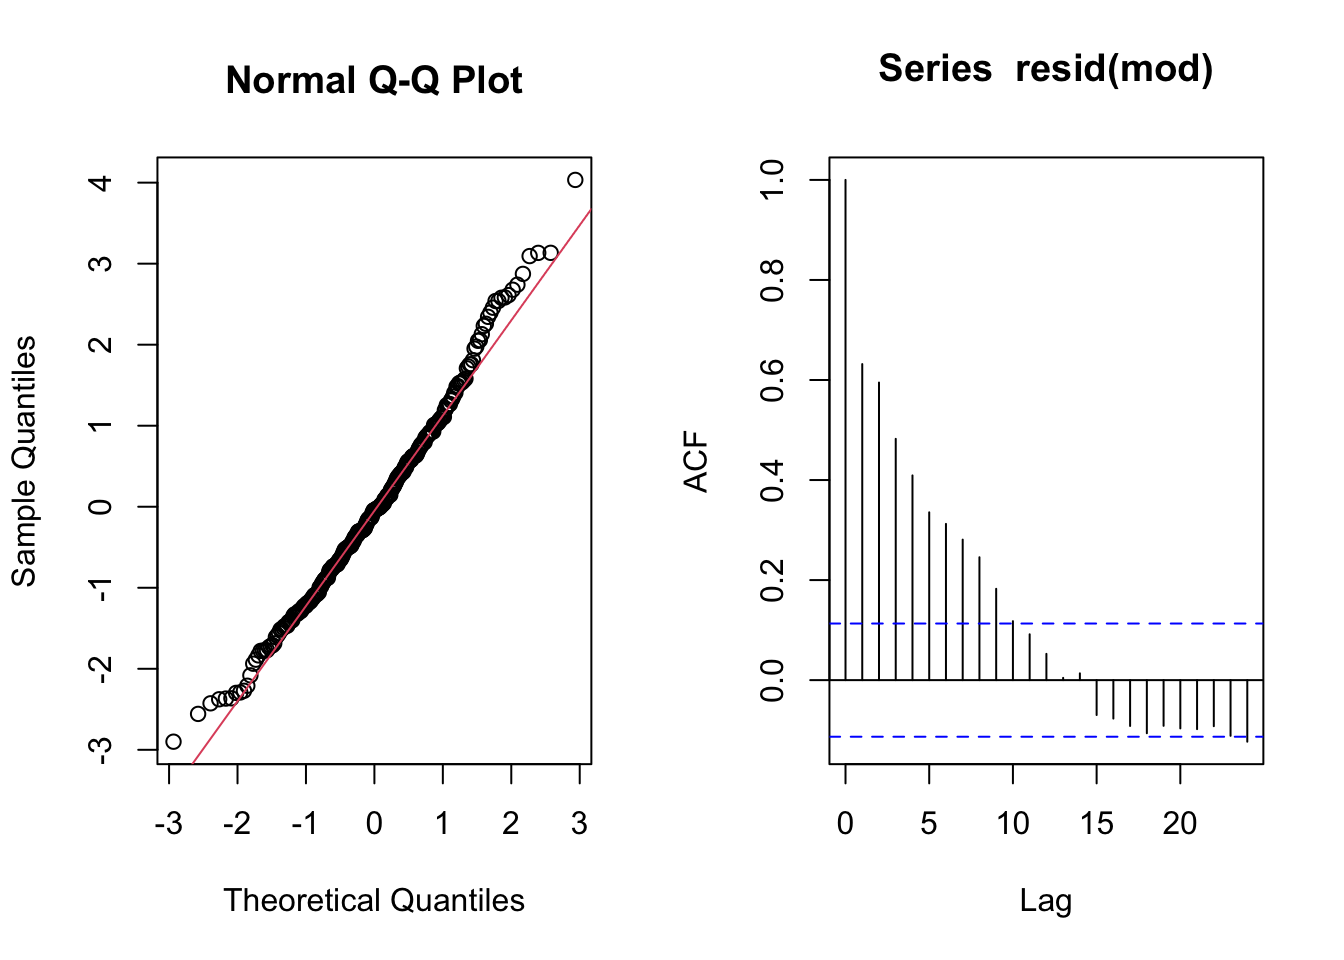 Normal Q-Q Plot
Sample Quantiles
4
3
2
1
0
-1
-2
-3
-3 -2 -1 0 1 2 3
Theoretical Quantiles
Series  resid(mod)
ACF
1.0
0.8
0.6
0.4
0.2
0.0
0 5 10 15 20
Lag